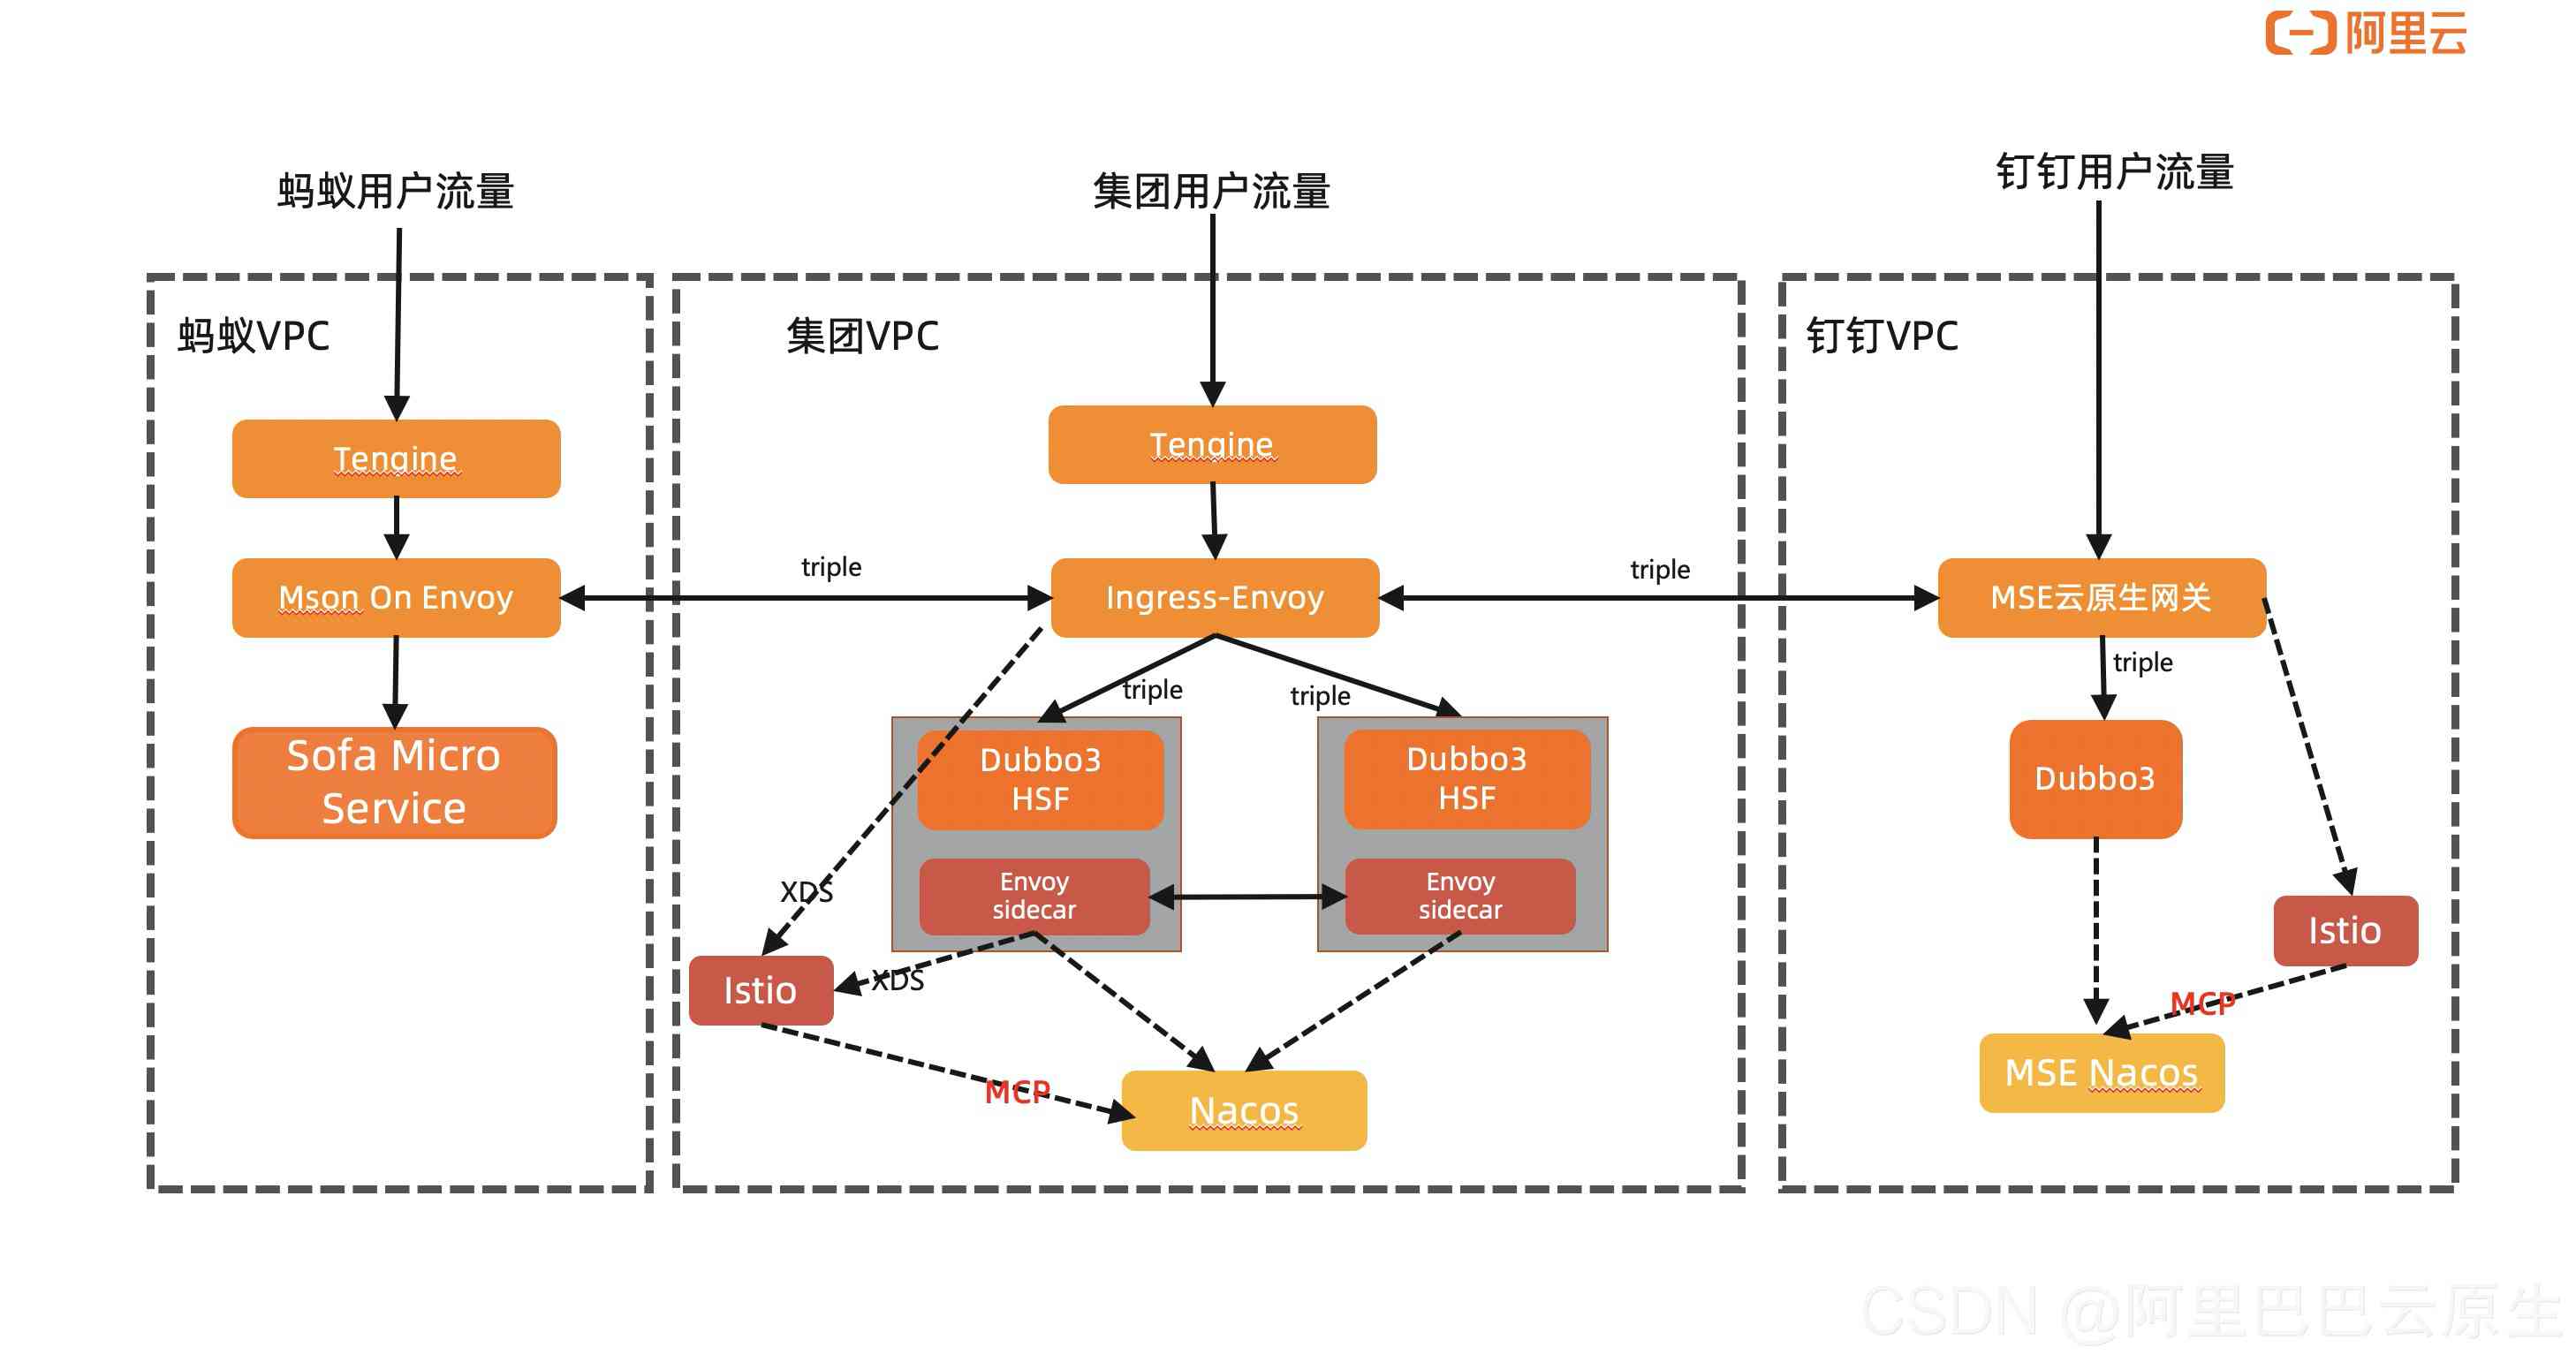 阿里云
蚂蚁用户流量
集团用户流量
钉钉用户流量
蚂蚁VPC
集团VPC
钉钉VPC
Tengine
Tengine
Mson On Envoy
triple
Ingress-Envoy
triple
MSE云原生网关
triple
triple
triple
Sofa Micro
Service
Dubbo3
HSF
Dubbo3
HSF
Dubbo3
XDS
Envoy
sidecar
Envoy
sidecar
Istio
Istio
XDS
MCP
MCP
Nacos
MSE Nacos
CSDN @阿里巴巴云原生